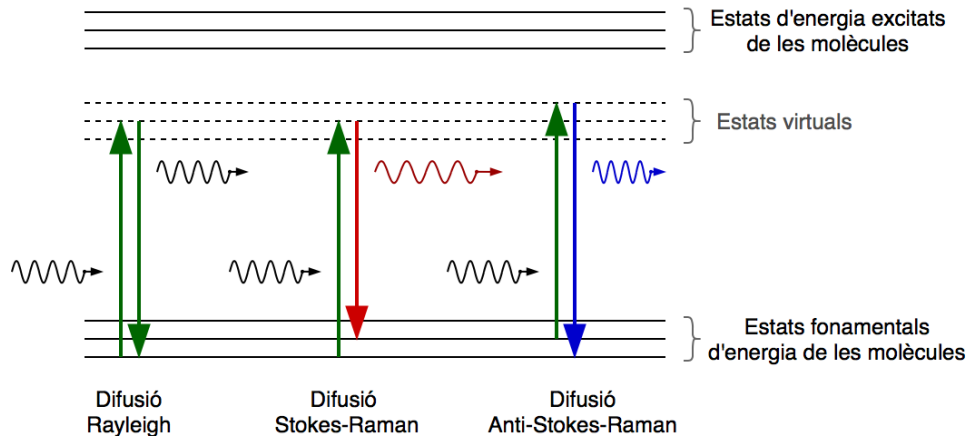 Estats d'energia excitats
de les molècules
Estats virtuals
Estats fonamentals
d'energia de les molècules
Difusió
Rayleigh
Difusió
Stokes-Raman
Difusió
Anti-Stokes-Raman